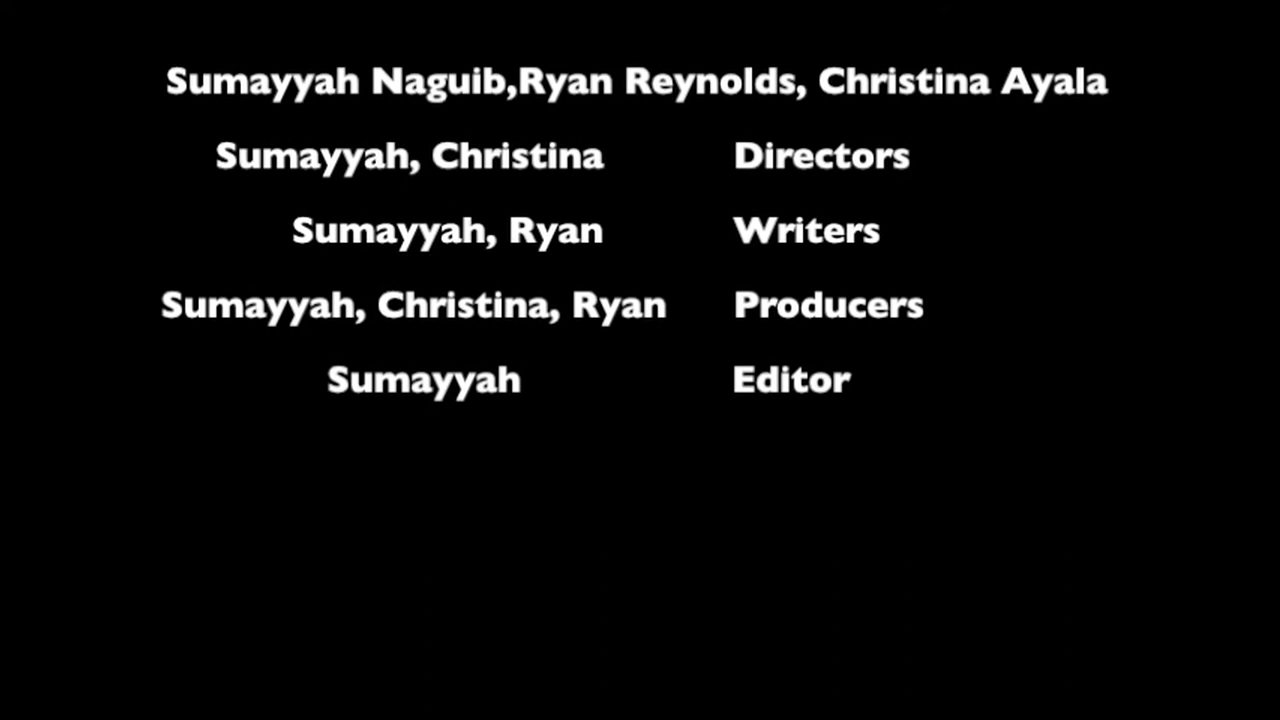 Sumayyah Naguib,Ryan Reynolds, Christina Ayala
Sumayyah, Christina Directors
Sumayyah, Ryan Writers
Sumayyah, Christina, Ryan Producers
Sumayyah Editor